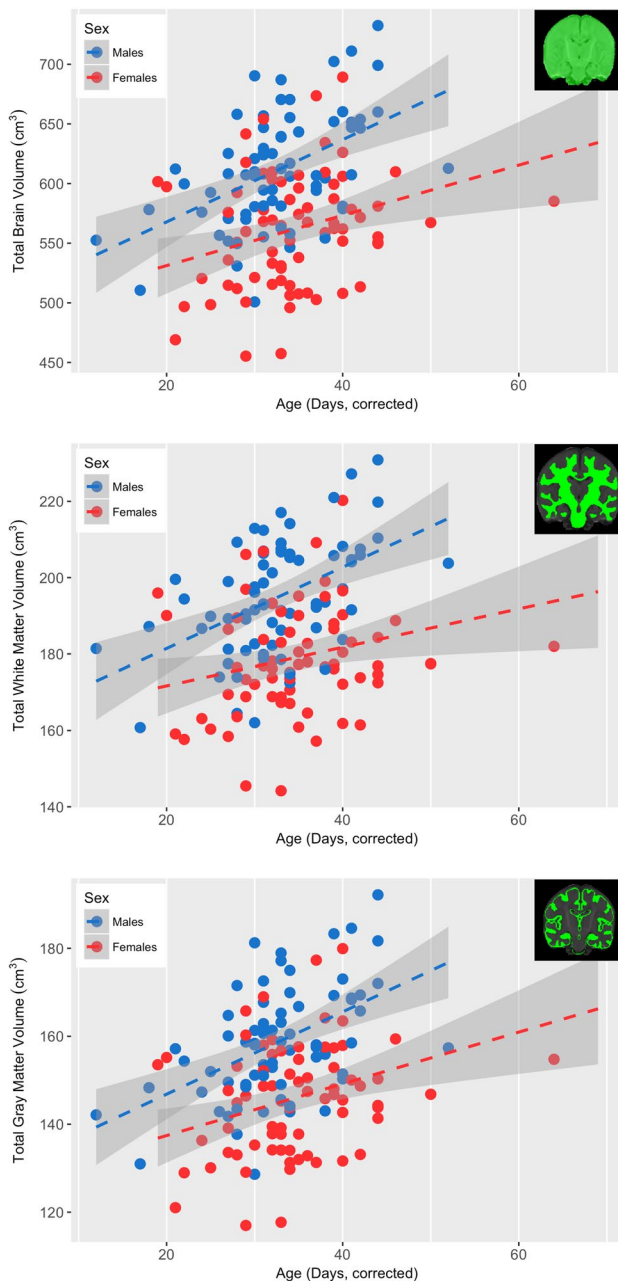 Sex
Males
Females
Total Brain Volume (cm3)
700
650
600
550
500
450
20
40
60
Age (Days, corrected)
Sex
Males
Females
Total White Matter Volume (cm3)
220
200
180
160
140
20
40
60
Age (Days, corrected)
Sex
Males
Females
Total Gray Matter Volume (cm3)
180
160
140
120
20
40
60
Age (Days, corrected)